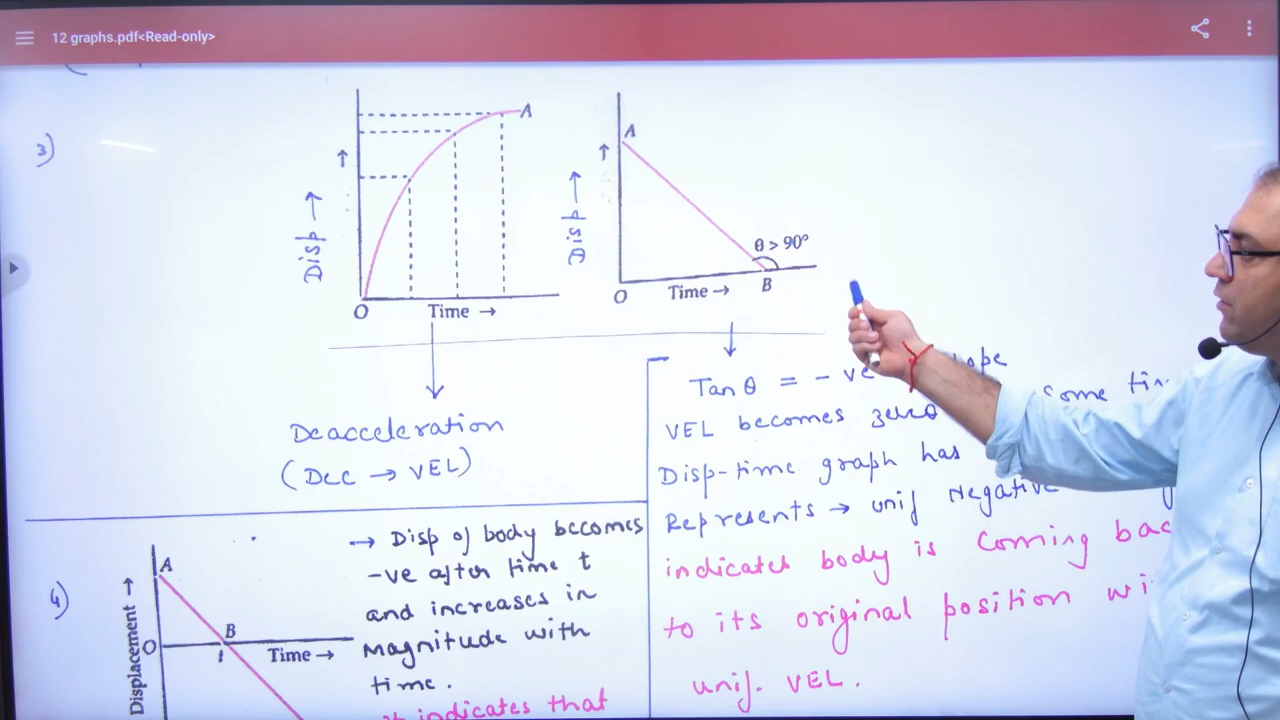 12 graphs.pdf<Read-only>
3)
Disp →
A
O
Time →
Disp →
A
θ > 90°
O
Time →
B
Deacceleration
(Dec → VEL)
Tan θ = - ve
VEL becomes zero some
Disp-time graph has
Represents → unif Negative
indicates body is coming
to its original position
unif. VEL.
4)
Displacement →
A
O
B
t
Time →
→ Disp of body becomes
-ve after time t
and increases in
magnitude with
time.
indicates that